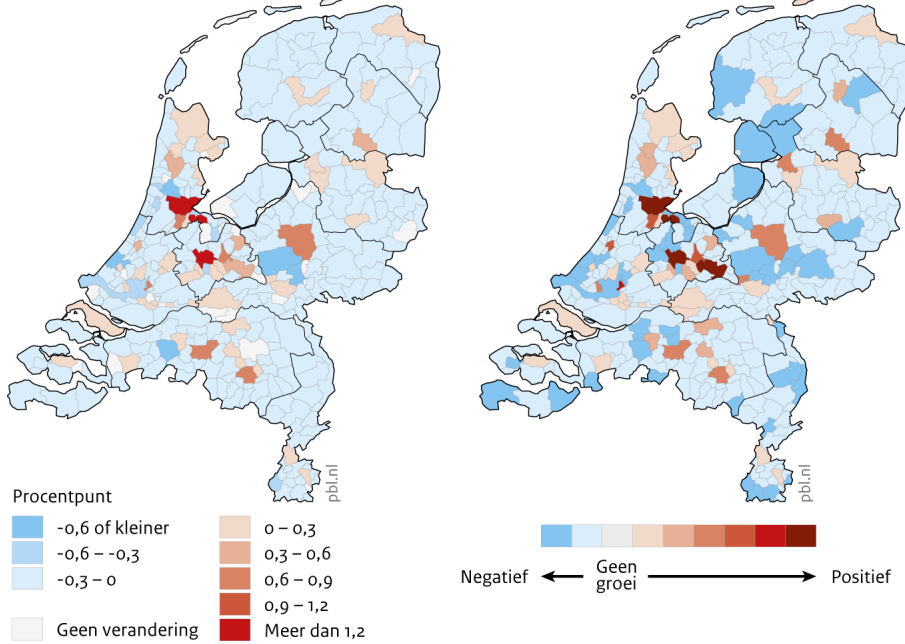 pbl.nl
Procentpunt
-0,6 of kleiner
-0,6 – -0,3
-0,3 – 0
Geen verandering
0 – 0,3
0,3 – 0,6
0,6 – 0,9
0,9 – 1,2
Meer dan 1,2
pbl.nl
Negatief
Geen
groei
Positief